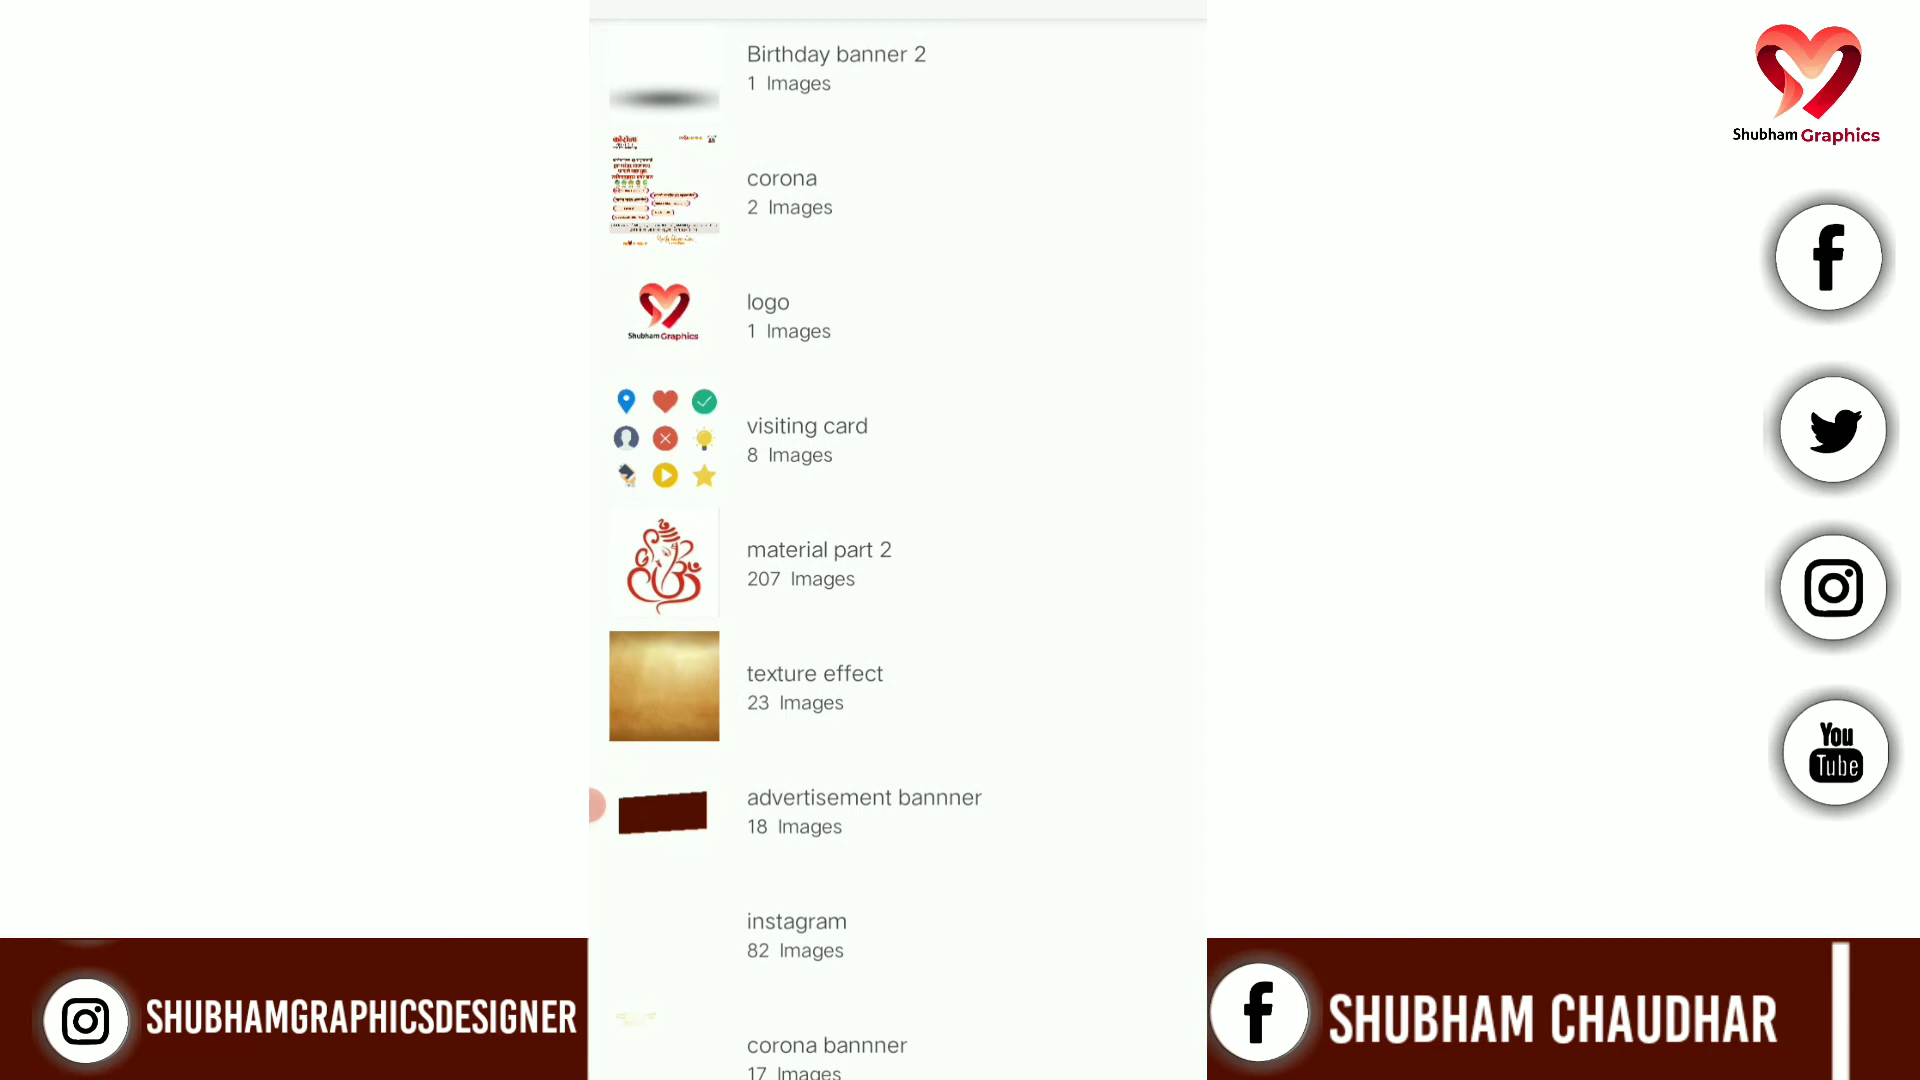 Birthday banner 2
1 Images
corona
2 Images
logo
1 Images
Shubham Graphics
visiting card
8 Images
material part 2
207 Images
texture effect
23 Images
advertisement bannner
18 Images
instagram
82 Images
corona bannner
17 Images
Shubham Graphics
You
Tube
SHUBHAMGRAPHICSDESIGNER
SHUBHAM CHAUDHAR